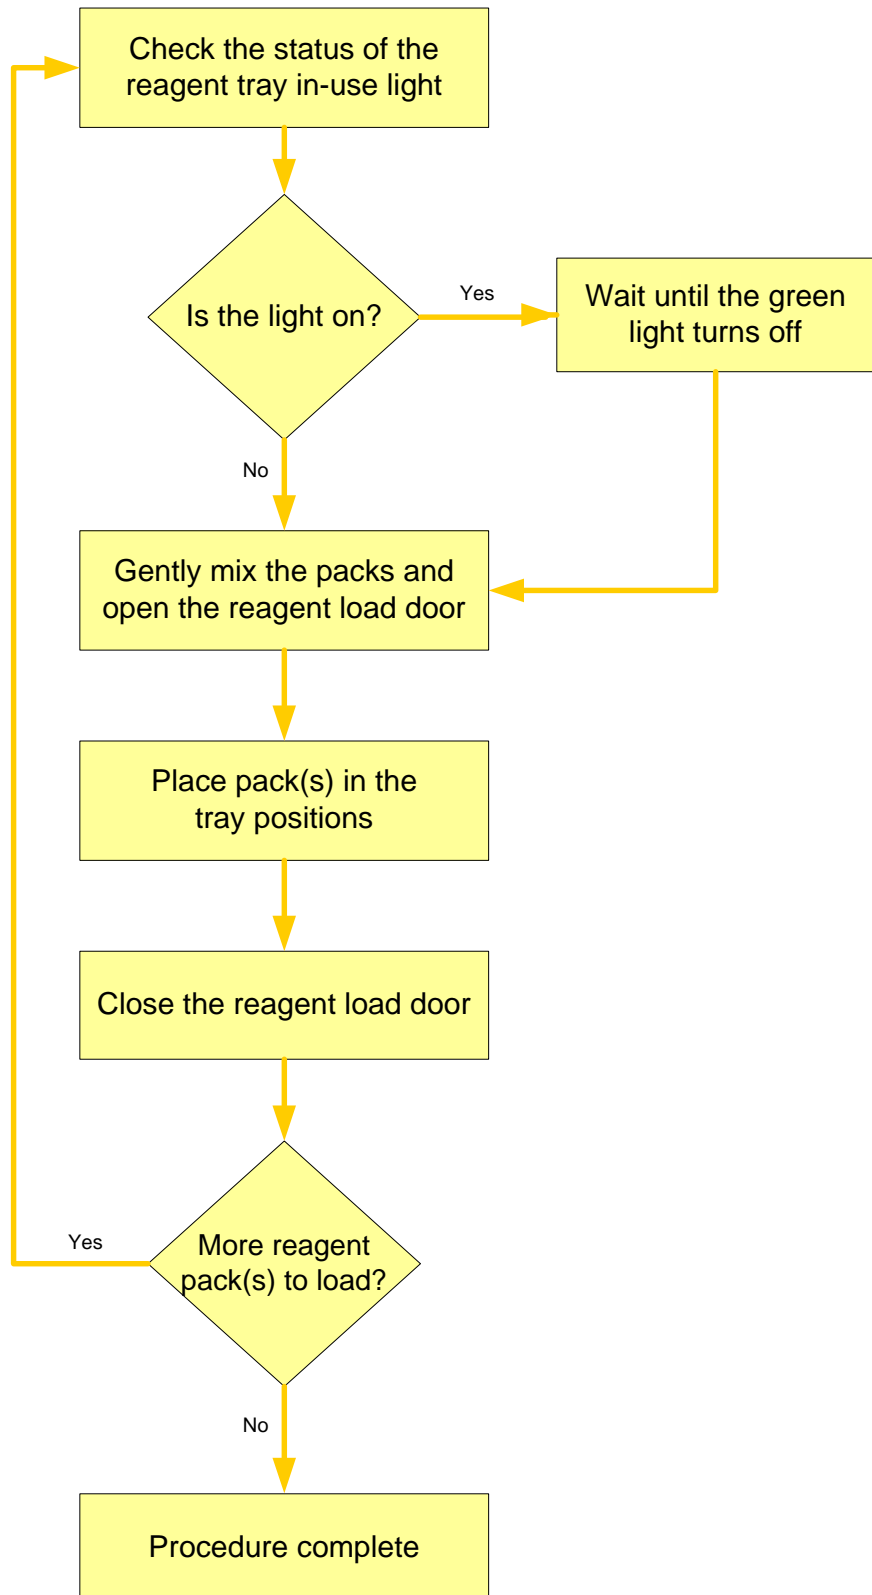 Check the status of the
reagent tray in-use light
Is the light on?
Yes
Wait until the green
light turns off
No
Gently mix the packs and
open the reagent load door
Place pack(s) in the
tray positions
Close the reagent load door
More reagent
pack(s) to load?
Yes
No
Procedure complete